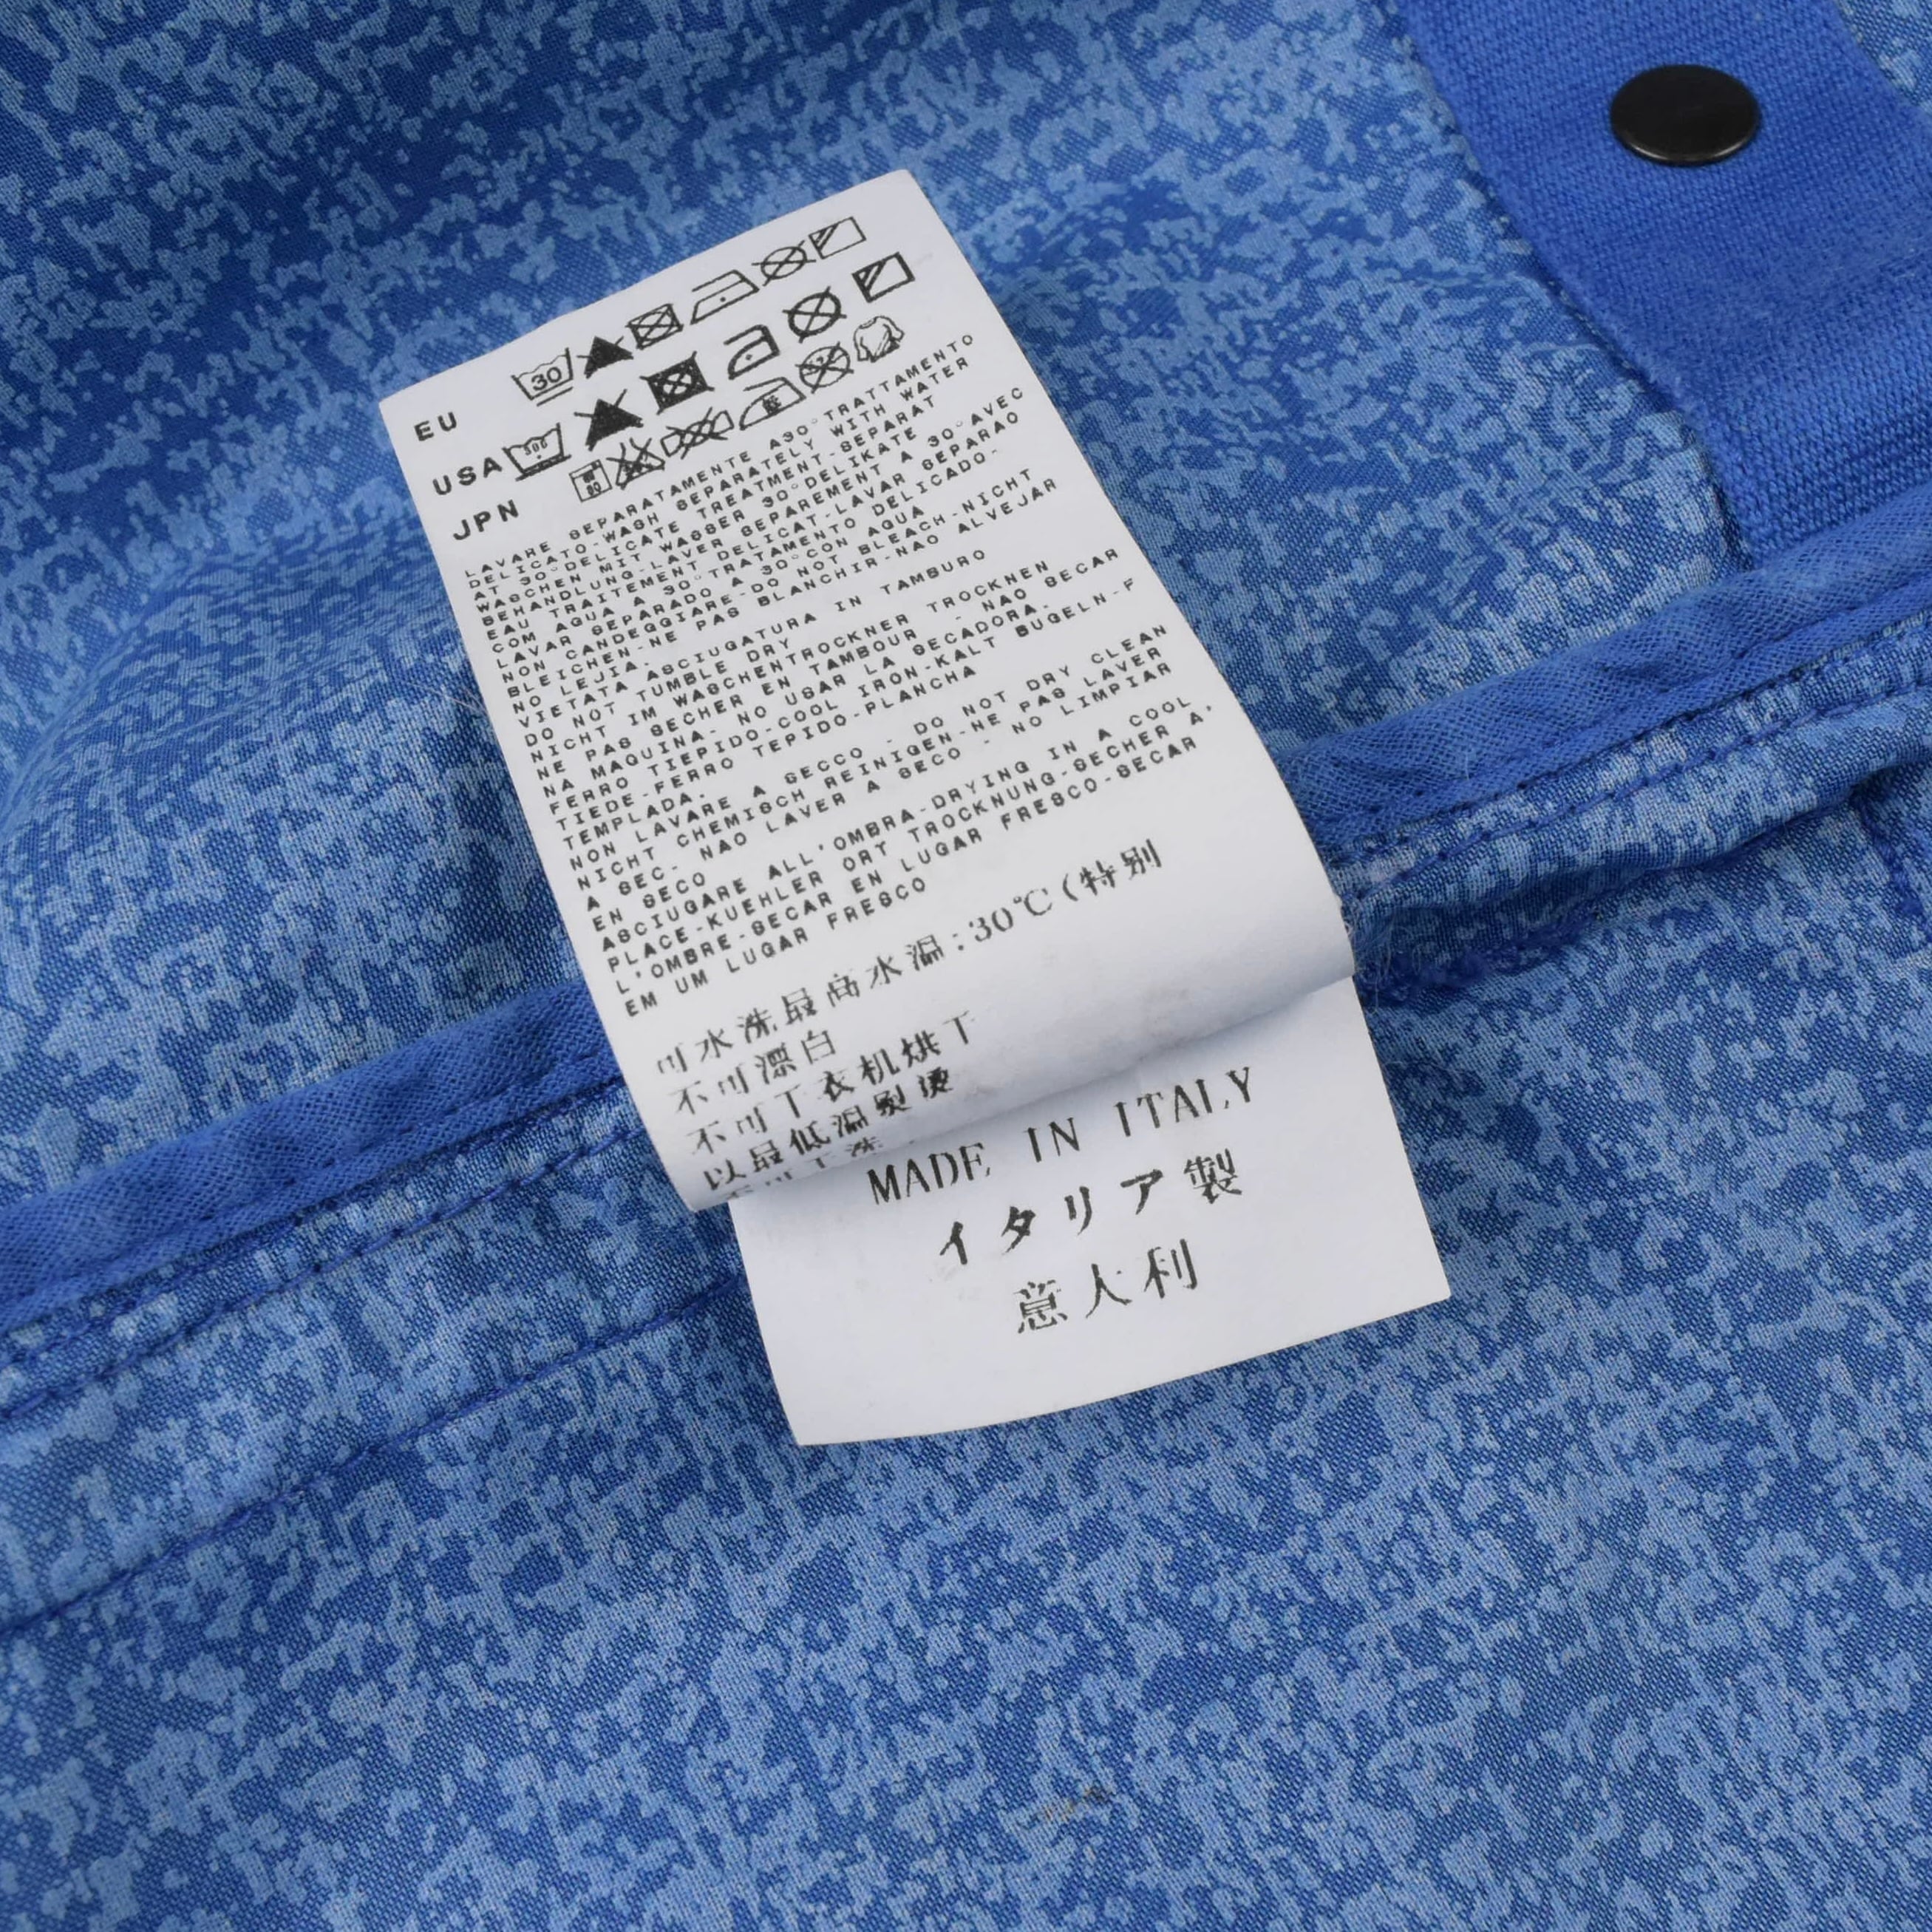 EU 30
USA
JPN
LAVARE SEPARATAMENTE A30° TRATTAMENTO
DELICATO-WASH SEPARATELY WITH WATER
AT 30°DELICATE TREATMENT-SEPARAT
WASCHEN MIT WASSER 30°DELIKATE
BEHANDLUNG-LAVER SEPAREMENT A 30°AVEC
EAU TRAITEMENT DELICAT-LAVAR SEPARAO
COM AGUA A 30°TRATAMENTO DELICADO-
LAVAR SEPARADO A 30°CON AGUA
NON CANDEGGIARE-DO NOT BLEACH-NICHT
BLEICHEN-NE PAS BLANCHIR-NAO ALVEJAR
NO LEJIA.
VIETATA ASCIUGATURA IN TAMBURO
DO NOT TUMBLE DRY
NICHT IM WASCHENTROCKNER TROCKNEN
NE PAS SECHER EN TAMBOUR - NAO SECAR
NA MAQUINA- NO USAR LA SECADORA.
FERRO TIEPIDO-COOL IRON-KALT BUGELN-F
TIEDE-FERRO TEPIDO-PLANCHA
TEMPLADA.
NON LAVARE A SECCO - DO NOT DRY CLEAN
NICHT CHEMISCH REINIGEN-NE PAS LAVER
A SEC- NAO LAVER A SECO - NO LIMPIAR
EN SECO
ASCIUGARE ALL'OMBRA-DRYING IN A COOL
PLACE-KUEHLER ORT TROCKNUNG-SECHER A,
L'OMBRE-SECAR EN LUGAR FRESCO-SECAR
EM UM LUGAR FRESCO
可水洗最高水温:30℃(特别
不可漂白
不可干衣机烘干
以最低温熨烫
不可干洗
MADE IN ITALY
イタリア製
意大利